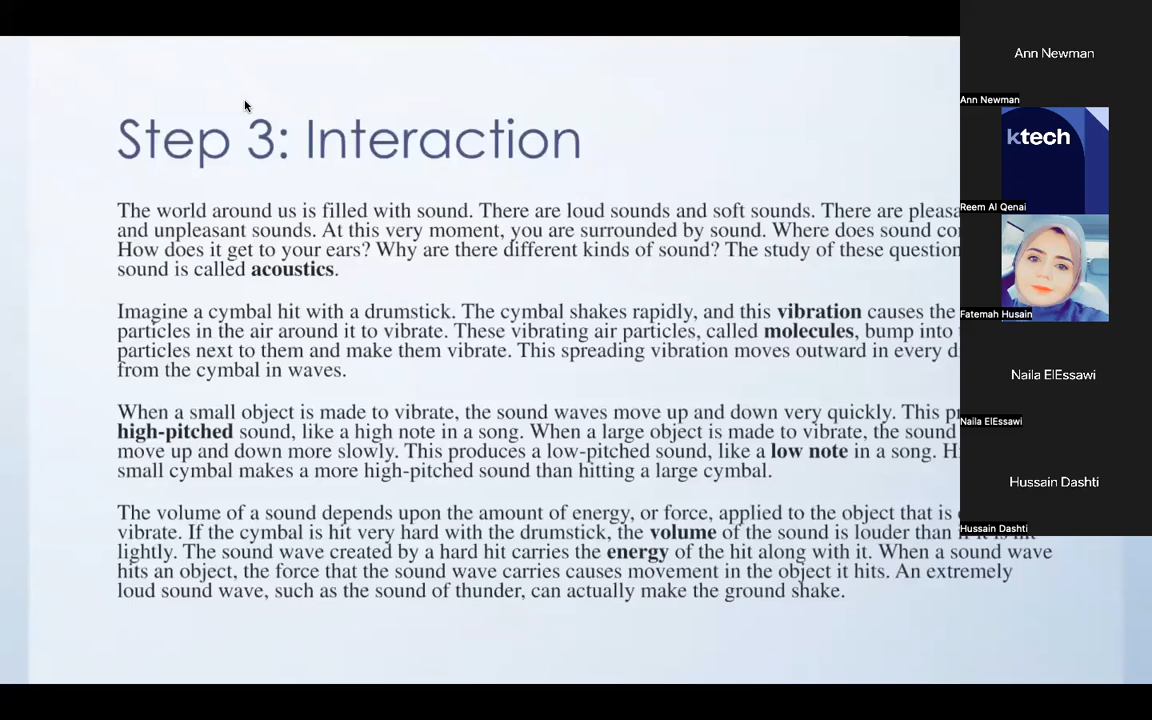 Step 3: Interaction
The world around us is filled with sound. There are loud sounds and soft sounds. There are
and unpleasant sounds. At this very moment, you are surrounded by sound. Where does sound
How does it get to your ears? Why are there different kinds of sound? The study of these
sound is called acoustics.
Imagine a cymbal hit with a drumstick. The cymbal shakes rapidly, and this vibration causes the
particles in the air around it to vibrate. These vibrating air particles, called molecules, bump into
particles next to them and make them vibrate. This spreading vibration moves outward in every
from the cymbal in waves.
When a small object is made to vibrate, the sound waves move up and down very quickly. This
high-pitched sound, like a high note in a song. When a large object is made to vibrate, the sound
move up and down more slowly. This produces a low-pitched sound, like a low note in a song.
small cymbal makes a more high-pitched sound than hitting a large cymbal.
The volume of a sound depends upon the amount of energy, or force, applied to the object that is
vibrate. If the cymbal is hit very hard with the drumstick, the volume of the sound is louder than
lightly. The sound wave created by a hard hit carries the energy of the hit along with it. When a sound wave
hits an object, the force that the sound wave carries causes movement in the object it hits. An extremely
loud sound wave, such as the sound of thunder, can actually make the ground shake.
Ann Newman
Ann Newman
ktech
Reem Al Qenai
Fatemah Husain
Naila ElEssawi
Naila ElEssawi
Hussain Dashti
Hussain Dashti